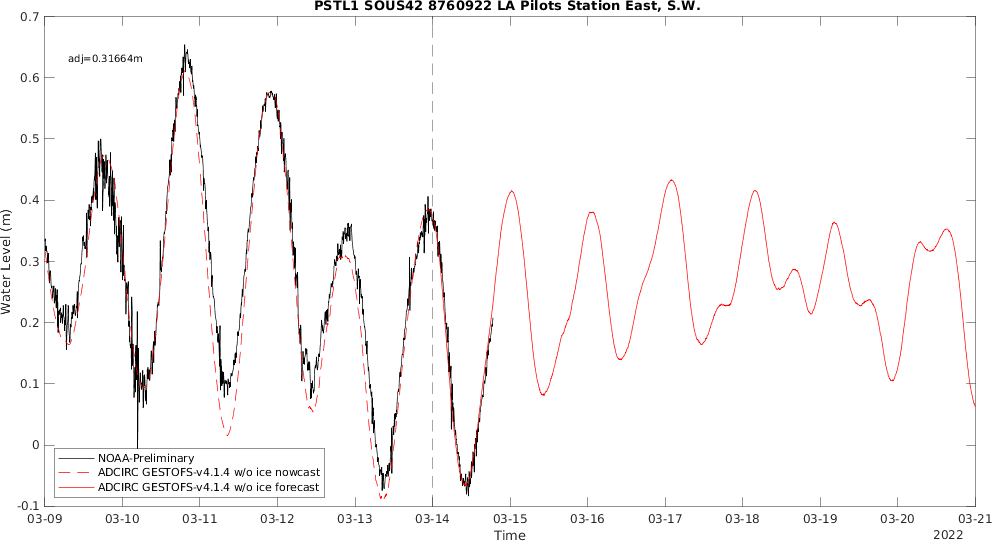 PSTL1 SOUS42 8760922 LA Pilots Station East, S.W.
adj=0.31664m
0.7
0.6
0.5
0.4
0.3
0.2
0.1
0
-0.1
Water Level (m)
NOAA-Preliminary
ADCIRC GESTOFS-v4.1.4 w/o ice nowcast
ADCIRC GESTOFS-v4.1.4 w/o ice forecast
03-09 03-10 03-11 03-12 03-13 03-14 03-15 03-16 03-17 03-18 03-19 03-20 03-21
Time
2022